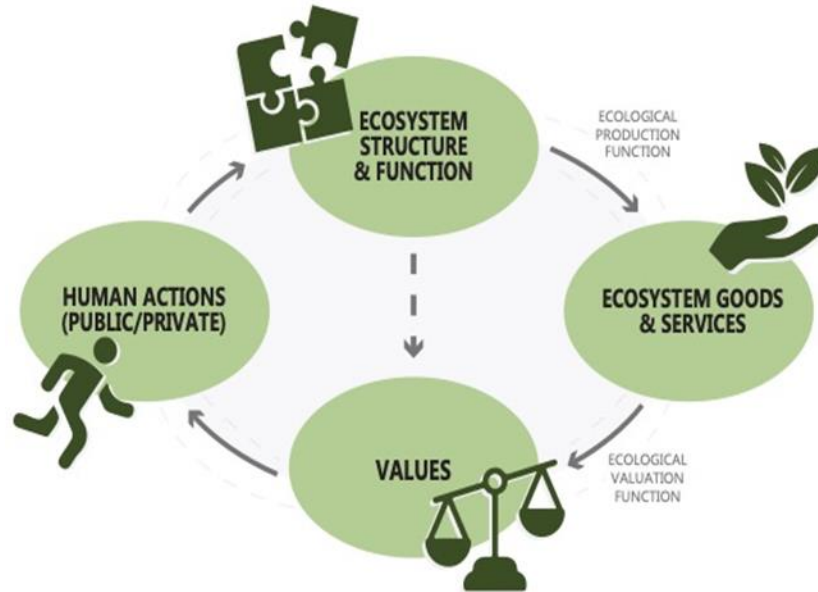 ECOSYSTEM
STRUCTURE
& FUNCTION
ECOLOGICAL
PRODUCTION
FUNCTION
HUMAN ACTIONS
(PUBLIC/PRIVATE)
ECOSYSTEM GOODS
& SERVICES
VALUES
ECOLOGICAL
VALUATION
FUNCTION